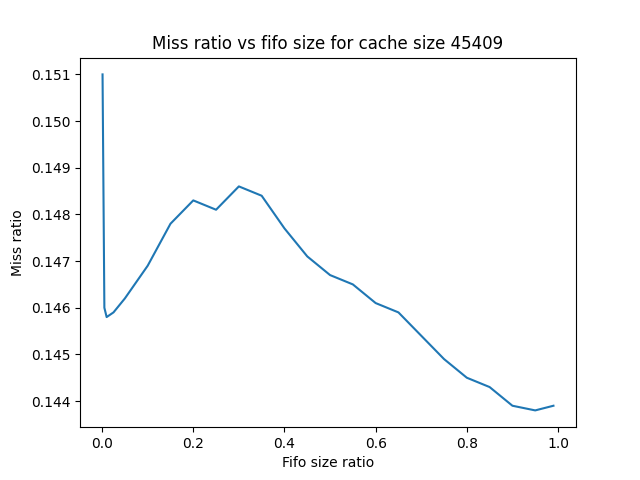 Miss ratio vs fifo size for cache size 45409
0.151
0.150
0.149
0.148
0.147
0.146
0.145
0.144
Miss ratio
0.0 0.2 0.4 0.6 0.8 1.0
Fifo size ratio